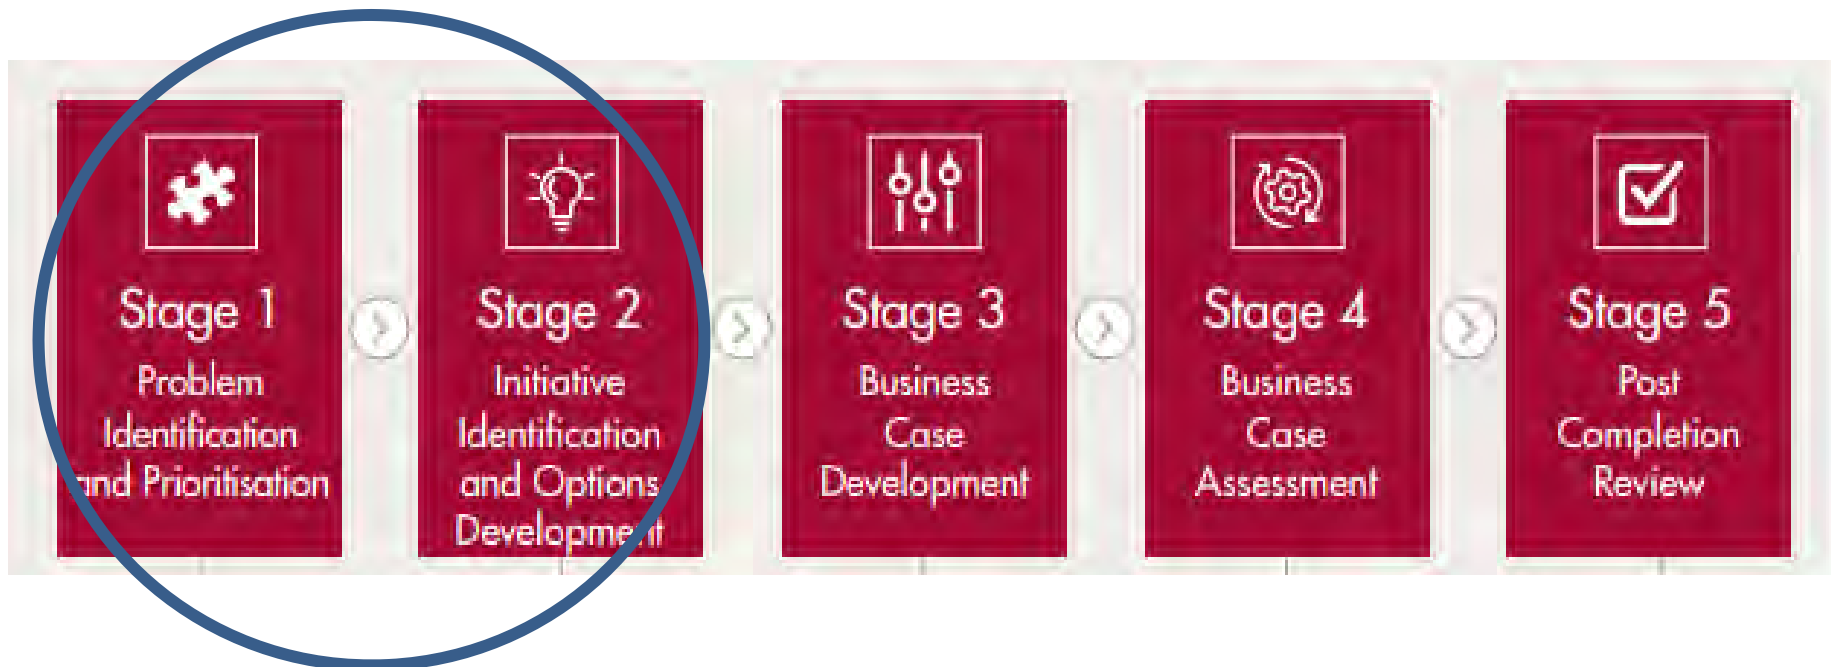 Stage 1
Problem
Identification
and Prioritisation
Stage 2
Initiative
Identification
and Options
Development
Stage 3
Business
Case
Development
Stage 4
Business
Case
Assessment
Stage 5
Post
Completion
Review